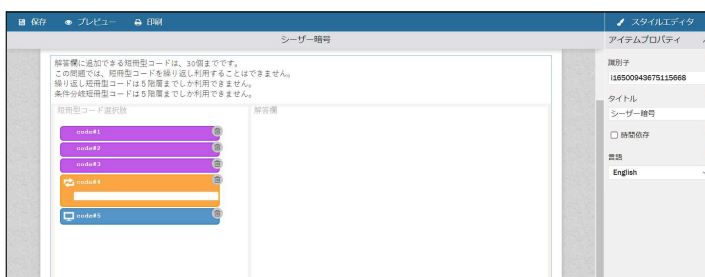 保存 プレビュー 印刷 スタイルエディタ
シーザー暗号
アイテムプロパティ
解答欄に追加できる短冊型コードは、30個までです。
この問題では、短冊型コードを繰り返し利用することはできません。
繰り返し短冊型コードは5階層までしか利用できません。
条件分岐短冊型コードは5階層までしか利用できません。
短冊型コード選択肢 解答欄
code#1
code#2
code#3
code#4
code#5
識別子
i16500943675115668
タイトル
シーザー暗号
時間依存
言語
English